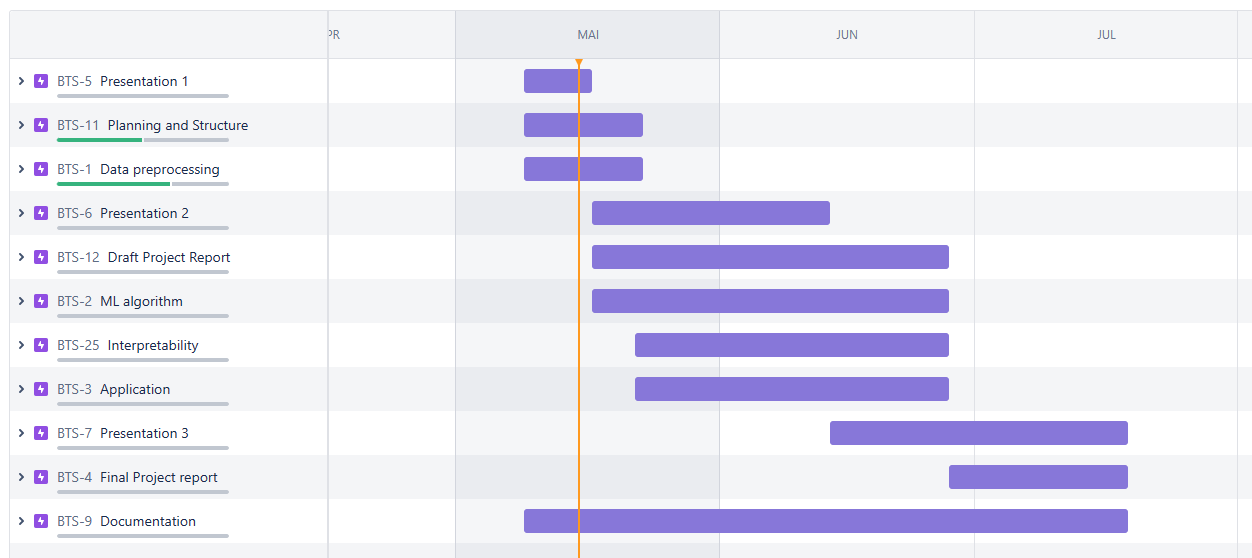 PR
MAI
JUN
JUL
BTS-5 Presentation 1
BTS-11 Planning and Structure
BTS-1 Data preprocessing
BTS-6 Presentation 2
BTS-12 Draft Project Report
BTS-2 ML algorithm
BTS-25 Interpretability
BTS-3 Application
BTS-7 Presentation 3
BTS-4 Final Project report
BTS-9 Documentation